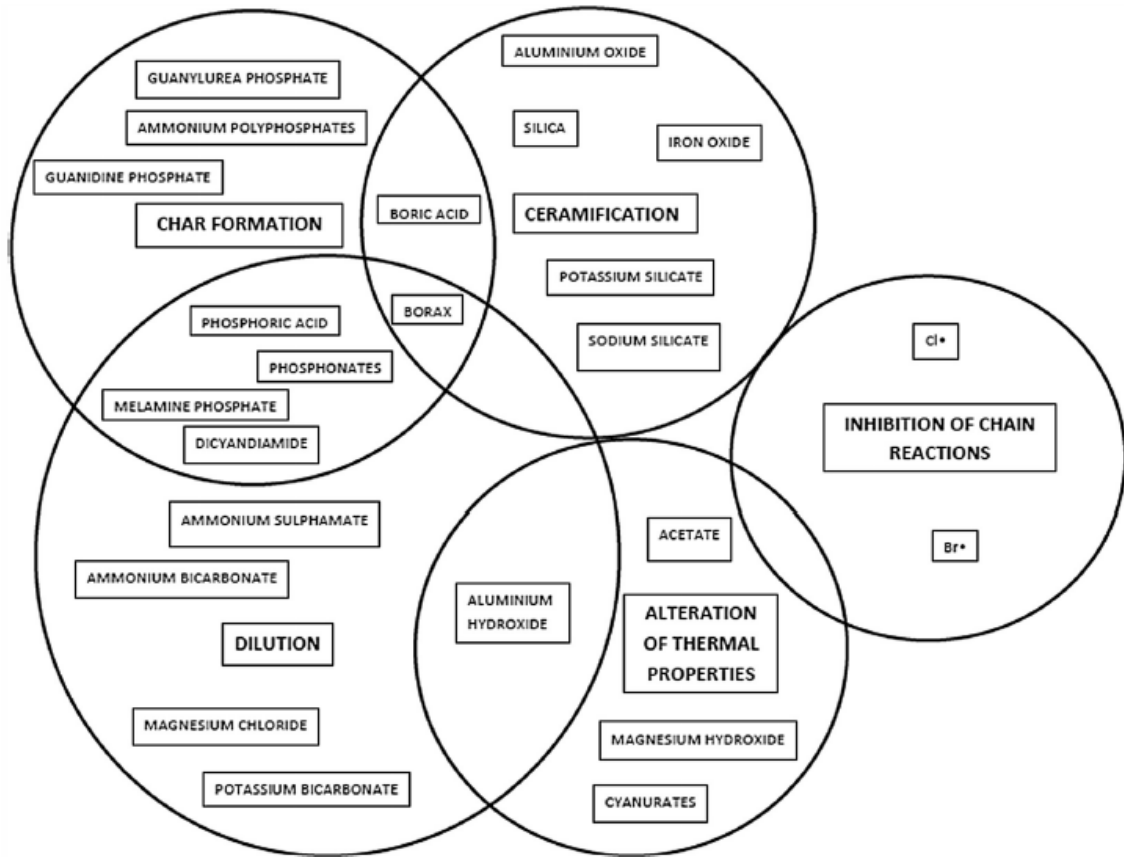 GUANYLUREA PHOSPHATE
AMMONIUM POLYPHOSPHATES
GUANIDINE PHOSPHATE
CHAR FORMATION
BORIC ACID
ALUMINIUM OXIDE
SILICA
IRON OXIDE
CERAMIFICATION
POTASSIUM SILICATE
SODIUM SILICATE
BORAX
PHOSPHORIC ACID
PHOSPHONATES
MELAMINE PHOSPHATE
DICYANDIAMIDE
Cl•
INHIBITION OF CHAIN
REACTIONS
Br•
AMMONIUM SULPHAMATE
AMMONIUM BICARBONATE
DILUTION
MAGNESIUM CHLORIDE
POTASSIUM BICARBONATE
ALUMINIUM
HYDROXIDE
ACETATE
ALTERATION
OF THERMAL
PROPERTIES
MAGNESIUM HYDROXIDE
CYANURATES